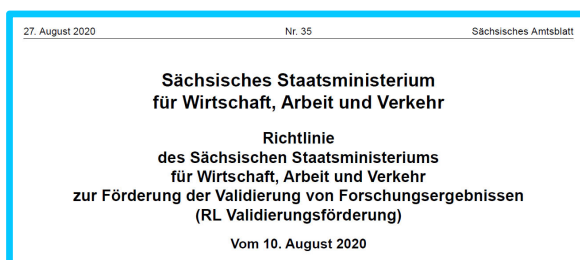 27. August 2020 Nr. 35 Sächsisches Amtsblatt
Sächsisches Staatsministerium
für Wirtschaft, Arbeit und Verkehr
Richtlinie
des Sächsischen Staatsministeriums
für Wirtschaft, Arbeit und Verkehr
zur Förderung der Validierung von Forschungsergebnissen
(RL Validierungsförderung)
Vom 10. August 2020